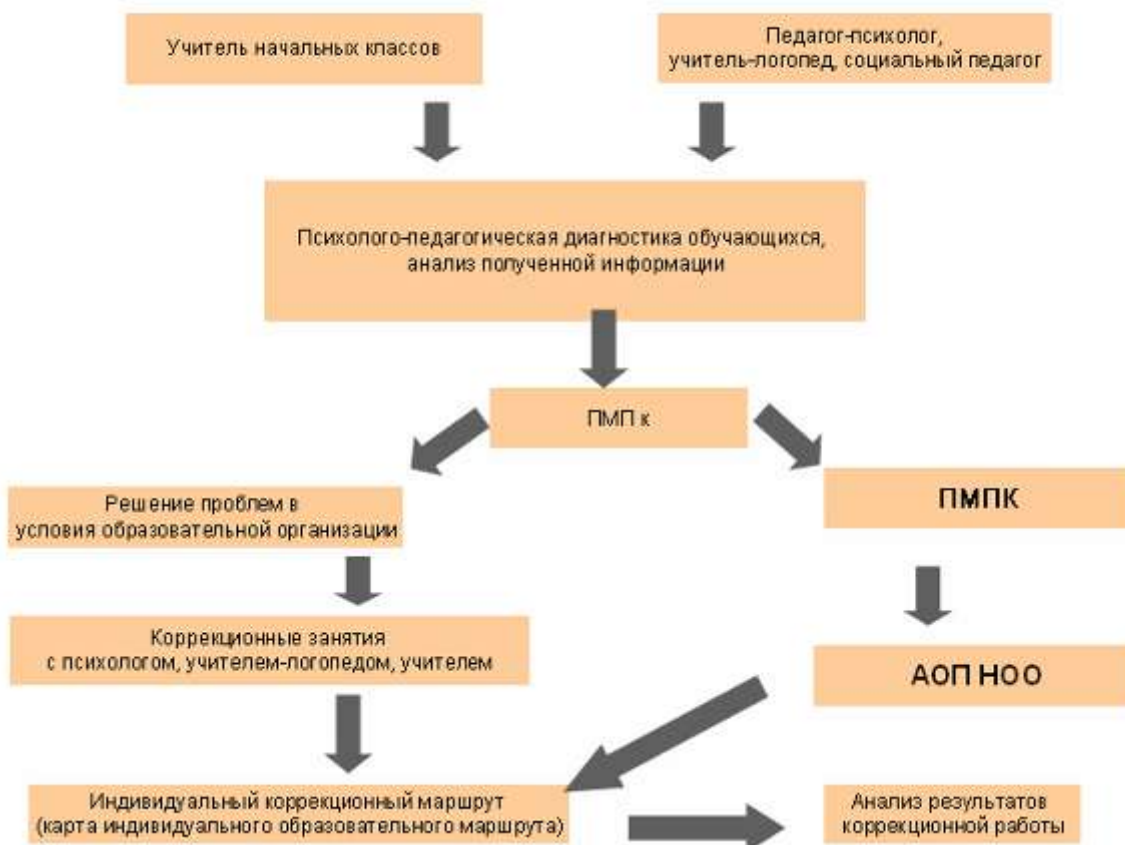 Учитель начальных классов
Педагог-психолог,
учитель-логопед, социальный педагог
Психолого-педагогическая диагностика обучающихся,
анализ полученной информации
ПМП к
Решение проблем в
условия образовательной организации
ПМПК
Коррекционные занятия
с психологом, учителем-логопедом, учителем
АОП НОО
Индивидуальный коррекционный маршрут
(карта индивидуального образовательного маршрута)
Анализ результатов
коррекционной работы